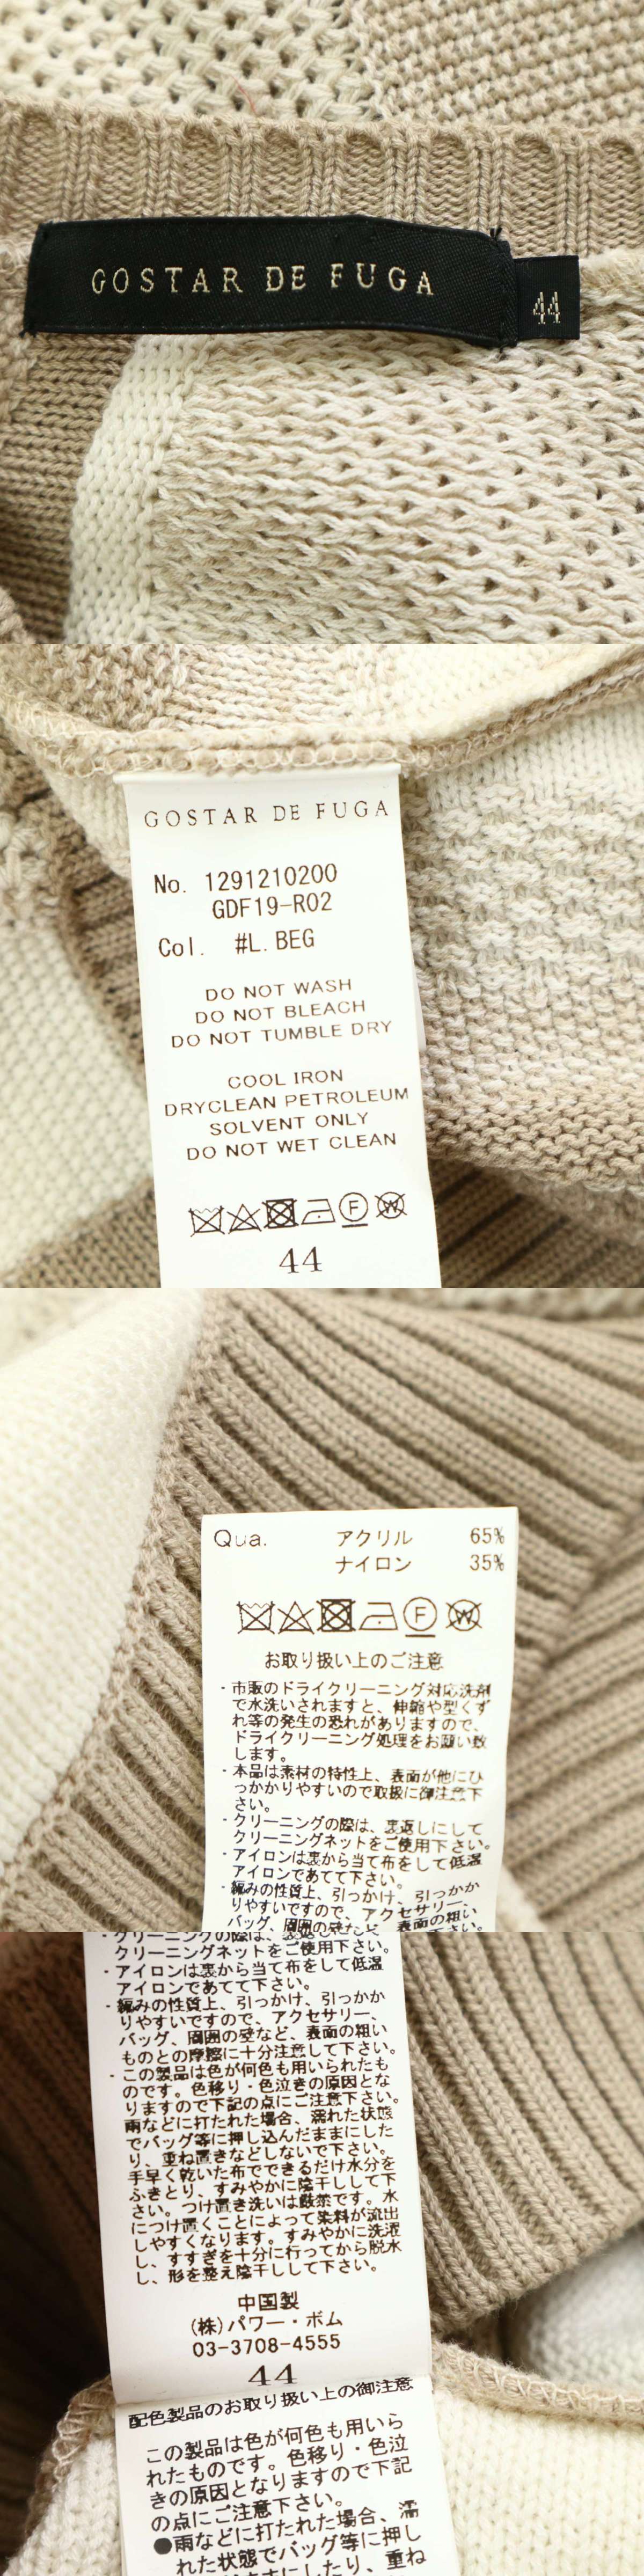 GOSTAR DE FUGA
44
GOSTAR DE FUGA
No. 1291210200
GDF19-R02
Col. #L.BEG
DO NOT WASH
DO NOT BLEACH
DO NOT TUMBLE DRY
COOL IRON
DRYCLEAN PETROLEUM
SOLVENT ONLY
DO NOT WET CLEAN
F W
44
Qua. アクリル 65%
ナイロン 35%
F W
お取り扱い上のご注意
- 市販のドライクリーニング対応洗剤
で水洗いされますと、伸縮や型くず
れ等の発生の恐れがありますので、
ドライクリーニング処理をお願い致
します。
- 本品は素材の特性上、表面が他にひ
っかかりやすいので取扱に御注意下
さい。
- クリーニングの際は、裏返しにして
クリーニングネットをご使用下さい。
- アイロンは裏から当て布をして低温
アイロンであてて下さい。
- 編みの性質上、引っかけ、引っかか
りやすいですので、アクセサリー、
バッグ、周囲の壁など、表面の粗い
クリーニングネットをご使用下さい。
- アイロンは裏から当て布をして低温
アイロンであてて下さい。
- 編みの性質上、引っかけ、引っかか
りやすいですので、アクセサリー、
バッグ、周囲の壁など、表面の粗い
ものとの摩擦に十分注意して下さい。
- この製品は色が何色も用いられたも
のです。色移り・色泣きの原因とな
りますので下記の点にご注意下さい。
雨などに打たれた場合、濡れた状態
でバッグ等に押し込んだままにした
り、重ね置きなどしないで下さい。
手早く乾いた布でできるだけ水分を
ふきとり、すみやかに陰干しして下
さい。つけ置き洗いは厳禁です。水
につけ置くことによって染料が流出
しやすくなります。すみやかに洗濯
し、すすぎを十分に行ってから脱水
し、形を整え陰干しして下さい。
中国製
(株)パワー・ボム
03-3708-4555
44
配色製品のお取り扱い上の御注意
この製品は色が何色も用いら
れたものです。色移り・色泣
きの原因となりますので下記
の点にご注意下さい。
●雨などに打たれた場合、濡
れた状態でバッグ等に押し